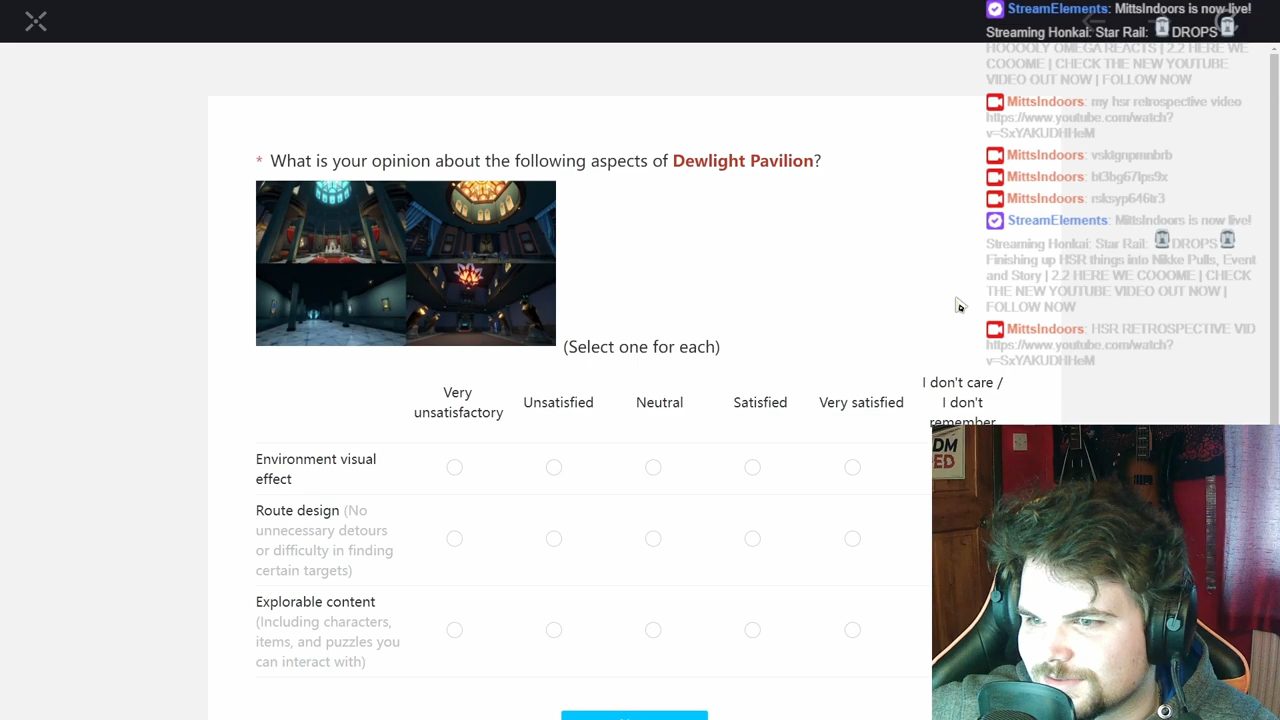 * What is your opinion about the following aspects of Dewlight Pavilion?
(Select one for each)
Very unsatisfactory
Unsatisfied
Neutral
Satisfied
Very satisfied
I don't care /
I don't
remember
Environment visual
effect
Route design (No
unnecessary detours
or difficulty in finding
certain targets)
Explorable content
(Including characters,
items, and puzzles you
can interact with)
StreamElements: MittsIndoors is now live!
Streaming Honkai: Star Rail: DROPS
HOOOOLY OMEGA REACTS | 2.2 HERE WE
COOOME | CHECK THE NEW YOUTUBE
VIDEO OUT NOW | FOLLOW NOW
MittsIndoors: my hsr retrospective video
https://www.youtube.com/watch?
v=SxYAKUDHHeM
MittsIndoors: vsktgnpmnbrb
MittsIndoors: bt3bg67lps9x
MittsIndoors: rsksyp646tr3
StreamElements: MittsIndoors is now live!
Streaming Honkai: Star Rail: DROPS
Finishing up HSR things into Nikke Pulls, Event
and Story | 2.2 HERE WE COOOME | CHECK
THE NEW YOUTUBE VIDEO OUT NOW |
FOLLOW NOW
MittsIndoors: HSR RETROSPECTIVE VID
https://www.youtube.com/watch?
v=SxYAKUDHHeM